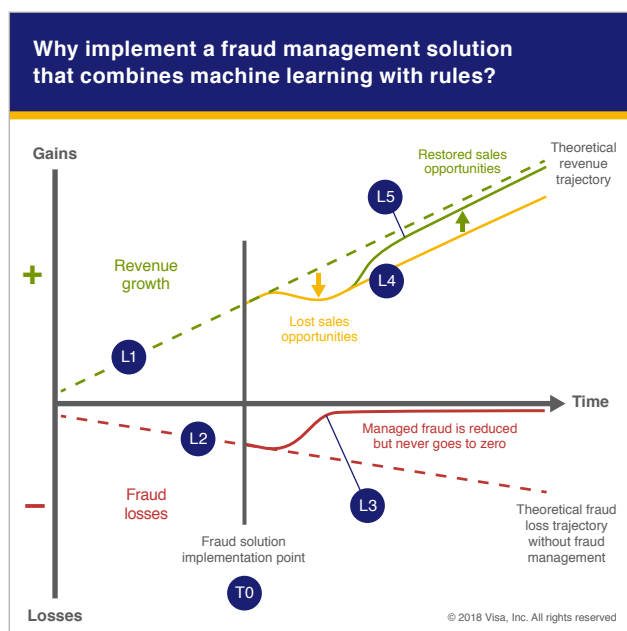 Why implement a fraud management solution
that combines machine learning with rules?
Gains
Restored sales
opportunities
Theoretical
revenue
trajectory
L5
+
Revenue
growth
L4
Lost sales
opportunities
L1
Time
L2
Managed fraud is reduced
but never goes to zero
−
Fraud
losses
L3
Theoretical fraud
loss trajectory
without fraud
management
Fraud solution
implementation point
T0
Losses
© 2018 Visa, Inc. All rights reserved